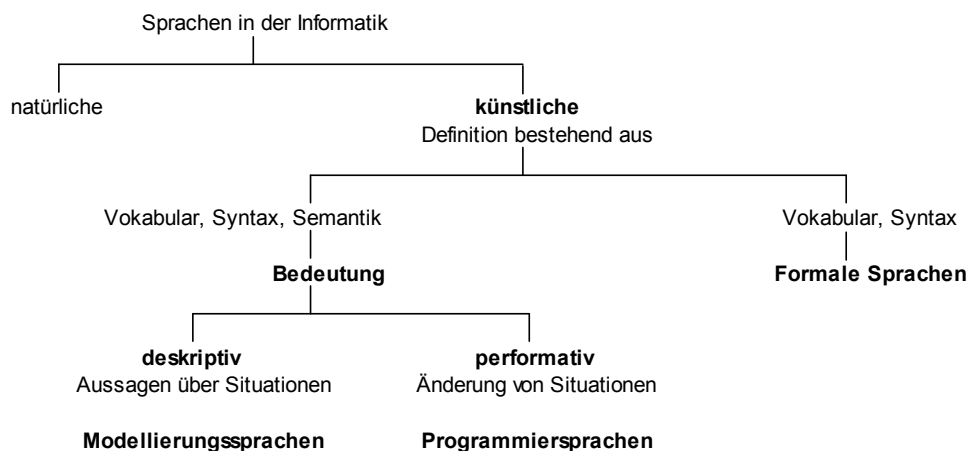 Sprachen in der Informatik
natürliche
künstliche
Definition bestehend aus
Vokabular, Syntax, Semantik
Vokabular, Syntax
Bedeutung
Formale Sprachen
deskriptiv
performativ
Aussagen über Situationen
Änderung von Situationen
Modellierungssprachen
Programmiersprachen